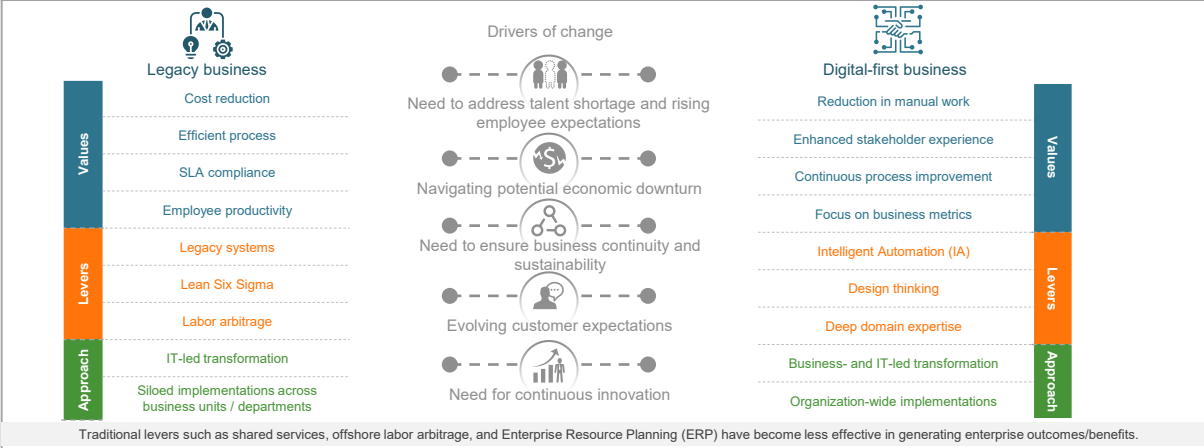 Legacy business
Values
Cost reduction
Efficient process
SLA compliance
Employee productivity
Levers
Legacy systems
Lean Six Sigma
Labor arbitrage
Approach
IT-led transformation
Siloed implementations across
business units / departments
Drivers of change
Need to address talent shortage and rising
employee expectations
Navigating potential economic downturn
Need to ensure business continuity and
sustainability
Evolving customer expectations
Need for continuous innovation
Digital-first business
Values
Reduction in manual work
Enhanced stakeholder experience
Continuous process improvement
Focus on business metrics
Levers
Intelligent Automation (IA)
Design thinking
Deep domain expertise
Approach
Business- and IT-led transformation
Organization-wide implementations
Traditional levers such as shared services, offshore labor arbitrage, and Enterprise Resource Planning (ERP) have become less effective in generating enterprise outcomes/benefits.